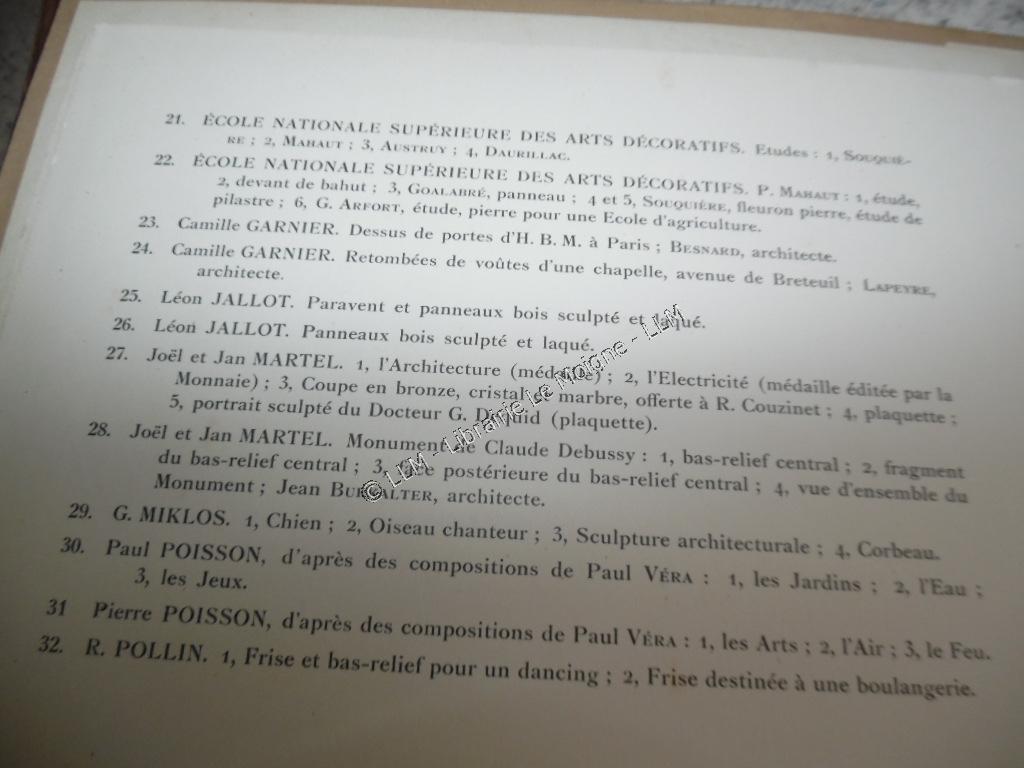 21. ÉCOLE NATIONALE SUPÉRIEURE DES ARTS DÉCORATIFS. Etudes : 1, SOUQUIÈ-
RE ; 2, MAHAUT ; 3, AUSTRUY ; 4, DAURILLAC.
22. ÉCOLE NATIONALE SUPÉRIEURE DES ARTS DÉCORATIFS. P. MAHAUT : 1, étude,
2, devant de bahut ; 3, GOALABRÉ, panneau ; 4 et 5, SOUQUIÈRE, fleuron pierre, étude de
pilastre ; 6, G. ARFORT, étude, pierre pour une Ecole d'agriculture.
23. Camille GARNIER. Dessus de portes d'H. B. M. à Paris ; BESNARD, architecte.
24. Camille GARNIER. Retombées de voûtes d'une chapelle, avenue de Breteuil ; LAPEYRE,
architecte.
25. Léon JALLOT. Paravent et panneaux bois sculpté et laqué.
26. Léon JALLOT. Panneaux bois sculpté et laqué.
27. Joël et Jan MARTEL. 1, l'Architecture (médaille) ; 2, l'Electricité (médaille éditée par la
Monnaie) ; 3, Coupe en bronze, cristal et marbre, offerte à R. Couzinet ; 4, plaquette ;
5, portrait sculpté du Docteur G. (plaquette).
28. Joël et Jan MARTEL. Monument de Claude Debussy : 1, bas-relief central ; 2, fragment
du bas-relief central ; 3, face postérieure du bas-relief central ; 4, vue d'ensemble du
Monument ; Jean BURKALTER, architecte.
29. G. MIKLOS. 1, Chien ; 2, Oiseau chanteur ; 3, Sculpture architecturale ; 4, Corbeau.
30. Paul POISSON, d'après des compositions de Paul VÉRA : 1, les Jardins ; 2, l'Eau ;
3, les Jeux.
31 Pierre POISSON, d'après des compositions de Paul VÉRA : 1, les Arts ; 2, l'Air ; 3, le Feu.
32. R. POLLIN. 1, Frise et bas-relief pour un dancing ; 2, Frise destinée à une boulangerie.
© LLM - Librairie Le Moigne - LLM